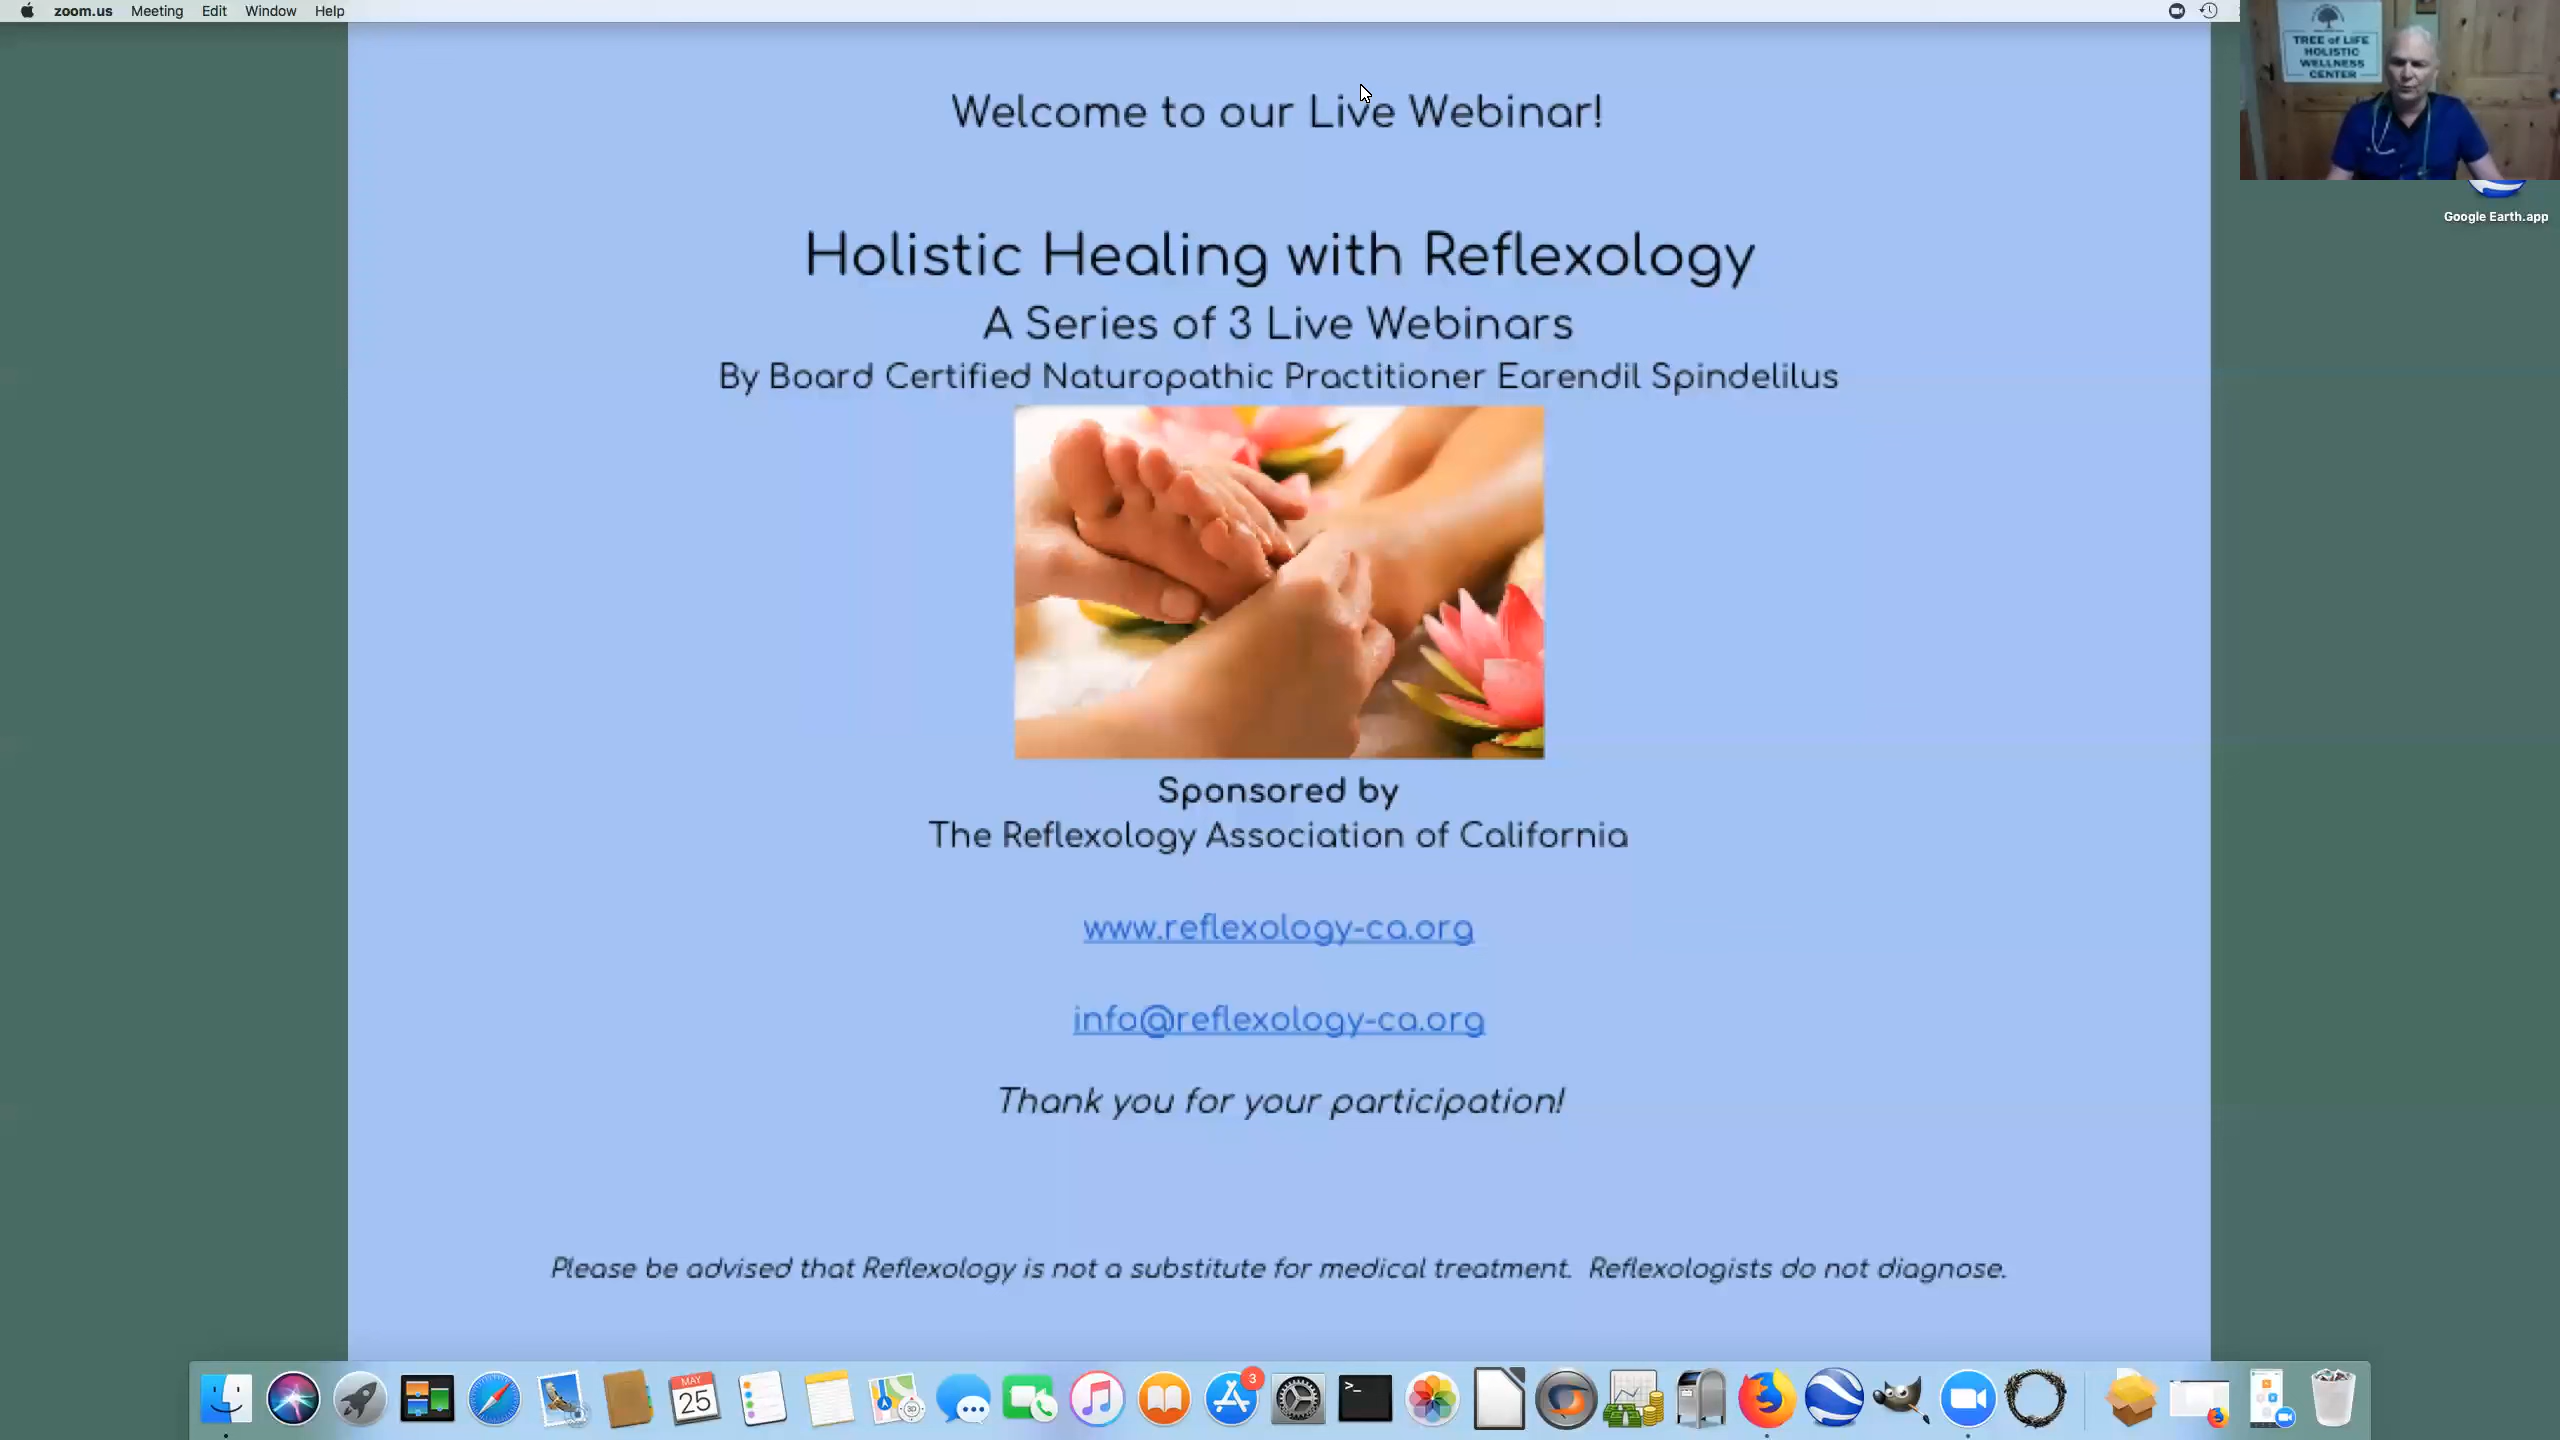 zoom.us Meeting Edit Window Help
TREE of LIFE
HOLISTIC
WELLNESS
CENTER
Google Earth.app
Welcome to our Live Webinar!
Holistic Healing with Reflexology
A Series of 3 Live Webinars
By Board Certified Naturopathic Practitioner Earendil Spindelilus
Sponsored by
The Reflexology Association of California
www.reflexology-ca.org
info@reflexology-ca.org
Thank you for your participation!
Please be advised that Reflexology is not a substitute for medical treatment. Reflexologists do not diagnose.
MAY
25
3D
3
>_